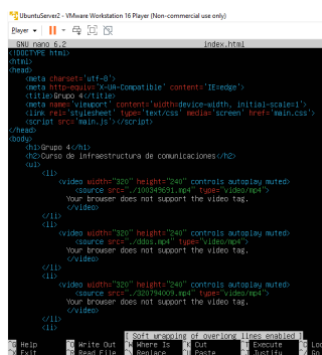 UbuntuServer2 - VMware Workstation 16 Player (Non-commercial use only)
Player
GNU nano 6.2 index.html
<!DOCTYPE html>
<html>
<head>
<meta charset="utf-8">
<meta http-equiv="X-UA-Compatible" content="IE=edge">
<title>Grupo 4</title>
<meta name="viewport" content="width=device-width, initial-scale=1">
<link rel="stylesheet" type="text/css" media="screen" href="main.css">
<script src="main.js"></script>
</head>
<body>
<h1>Grupo 4</h1>
<h2>Curso de infraestructura de comunicaciones</h2>
<ul>
<li>
<video width="320" height="240" controls autoplay muted>
<source src="./100349691.mp4" type="video/mp4">
Your browser does not support the video tag.
</video>
</li>
<li>
<video width="320" height="240" controls autoplay muted>
<source src="./ddos.mp4" type="video/mp4">
Your browser does not support the video tag.
</video>
</li>
<li>
<video width="320" height="240" controls autoplay muted>
<source src="./320794009.mp4" type="video/mp4">
Your browser does not support the video tag.
</video>
</li>
<li>
[ Soft wrapping of overlong lines enabled ]
^G Help ^O Write Out ^W Where Is ^K Cut Execute
^X Exit ^R Read File ^\ Replace ^U Paste ^J Justify